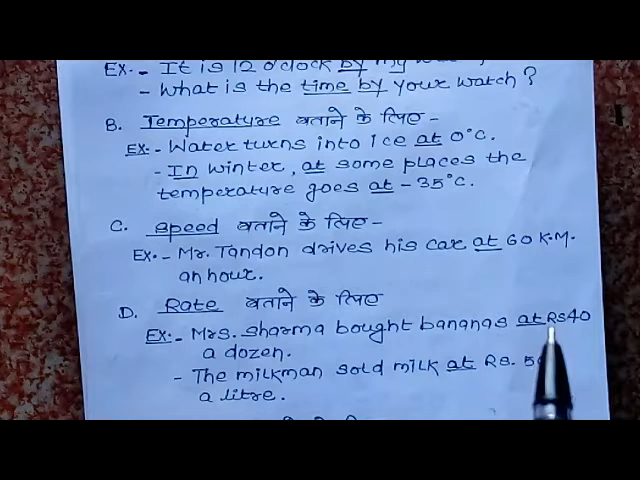 EX.- It is 12 o'clock by my
- What is the time by your watch?
B. Temperature बताने के लिए -
EX:- - Water turns into Ice at 0°C.
- IN winter, at some places the
temperature goes at -35°C.
C. speed बताने के लिए -
EX.- Mr. Tandon drives his car at 60 K.M.
an hour.
D. Rate बताने के लिए
EX:- - Mrs. Sharma bought bananas at RS40
a dozen.
- The milkman sold milk at RS.
a litre.